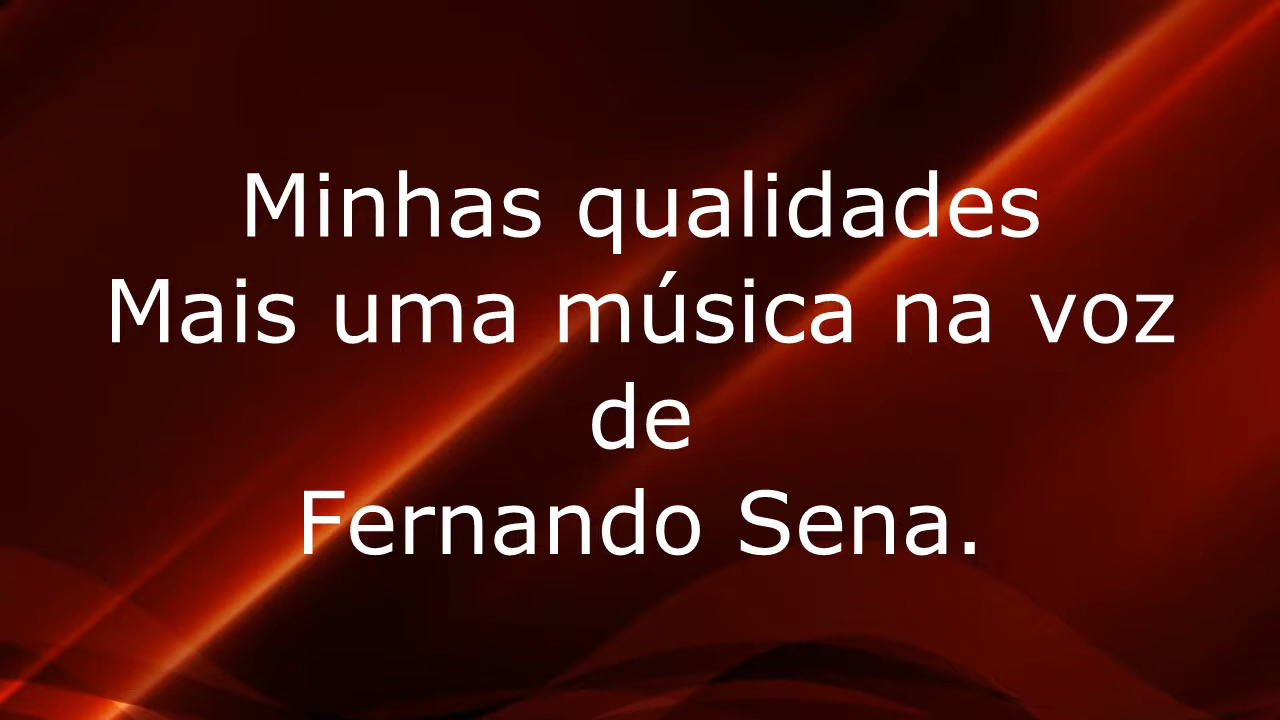 Minhas qualidades
Mais uma música na voz
de
Fernando Sena.